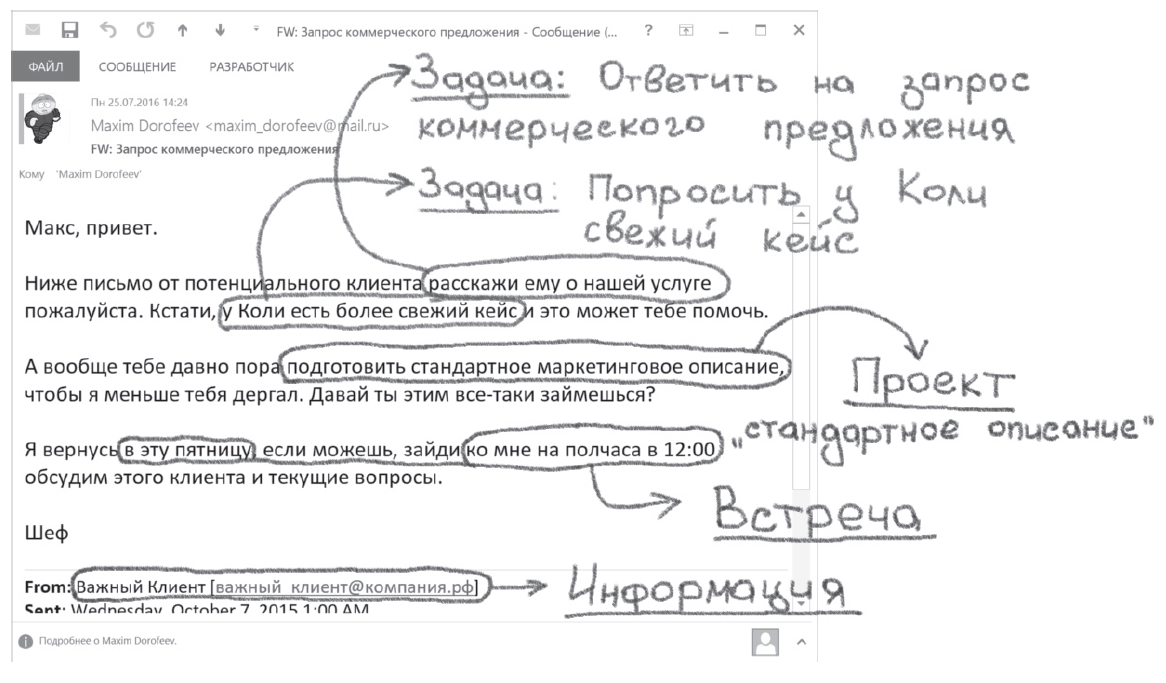 FW: Запрос коммерческого предложения - Сообщение (...
?
ФАЙЛ СООБЩЕНИЕ РАЗРАБОТЧИК
Пн 25.07.2016 14:24
Maxim Dorofeev <maxim_dorofeev@mail.ru>
FW: Запрос коммерческого предложения
Кому 'Maxim Dorofeev'
Задача: Ответить на запрос
коммерческого предложения
Задача: Попросить у Коли
свежий кейс
Макс, привет.
Ниже письмо от потенциального клиента расскажи ему о нашей услуге
пожалуйста. Кстати, у Коли есть более свежий кейс и это может тебе помочь.
А вообще тебе давно пора подготовить стандартное маркетинговое описание,
чтобы я меньше тебя дергал. Давай ты этим все-таки займешься?
Проект
„стандартное описание"
Я вернусь в эту пятницу, если можешь, зайди ко мне на полчаса в 12:00
обсудим этого клиента и текущие вопросы.
Встреча
Шеф
From: Важный Клиент [важный_клиент@компания.рф]
Информация
Sent: Wednesday, October 7, 2015 1:00 AM
Подробнее о Maxim Dorofeev.